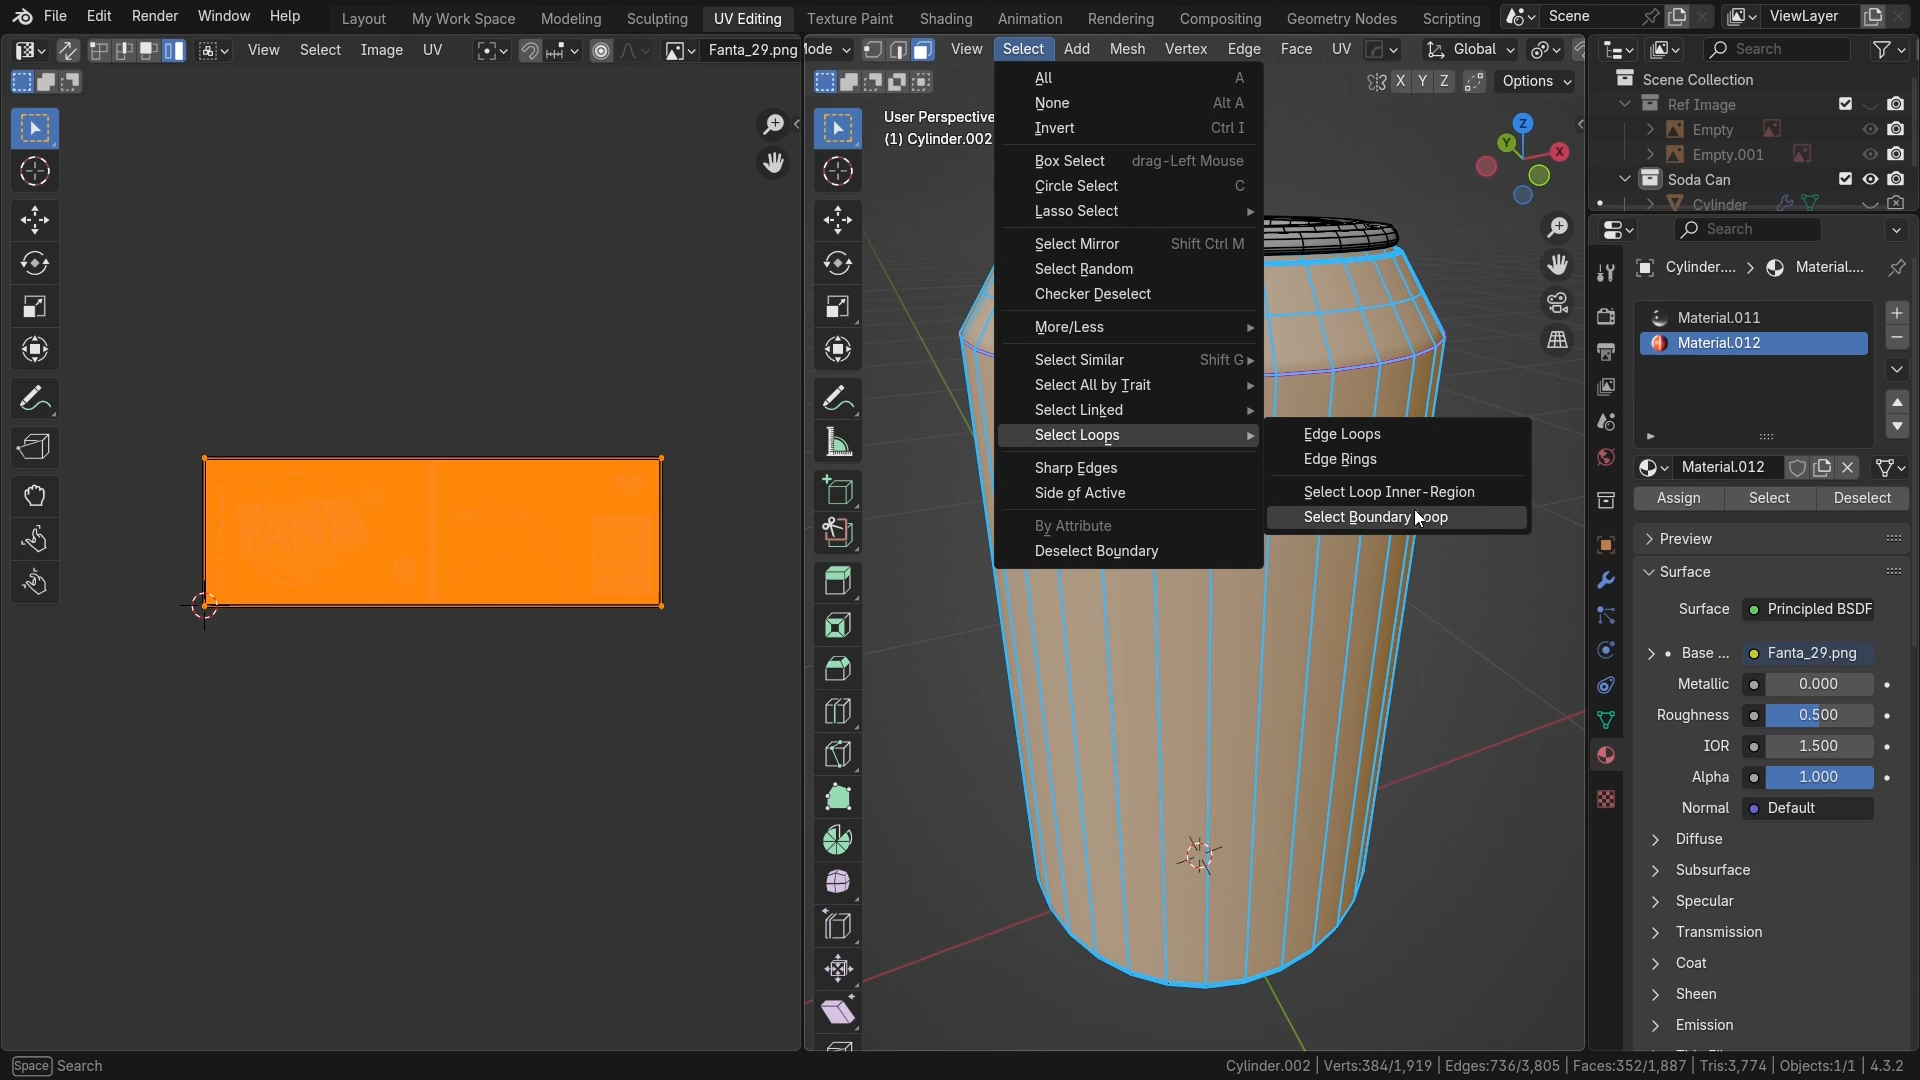 File Edit Render Window Help
Layout My Work Space Modeling Sculpting UV Editing Texture Paint Shading Animation Rendering Compositing Geometry Nodes Scripting
Scene
ViewLayer
View Select Image UV
Fanta_29.png
Mode View Select Add Mesh Vertex Edge Face UV
Global
X Y Z
Options
User Perspective
(1) Cylinder.002
All A
None Alt A
Invert Ctrl I
Box Select drag-Left Mouse
Circle Select C
Lasso Select
Select Mirror Shift Ctrl M
Select Random
Checker Deselect
More/Less
Select Similar Shift G
Select All by Trait
Select Linked
Select Loops
Sharp Edges
Side of Active
By Attribute
Deselect Boundary
Edge Loops
Edge Rings
Select Loop Inner-Region
Select Boundary Loop
Z
Y
X
FANTA
Search
Scene Collection
Ref Image
Empty
Empty.001
Soda Can
Cylinder
Search
Cylinder.... > Material....
Material.011
Material.012
Material.012
Assign Select Deselect
Preview
Surface
Surface Principled BSDF
Base ... Fanta_29.png
Metallic 0.000
Roughness 0.500
IOR 1.500
Alpha 1.000
Normal Default
Diffuse
Subsurface
Specular
Transmission
Coat
Sheen
Emission
Space Search
Cylinder.002 | Verts:384/1,919 | Edges:736/3,805 | Faces:352/1,887 | Tris:3,774 | Objects:1/1 | 4.3.2